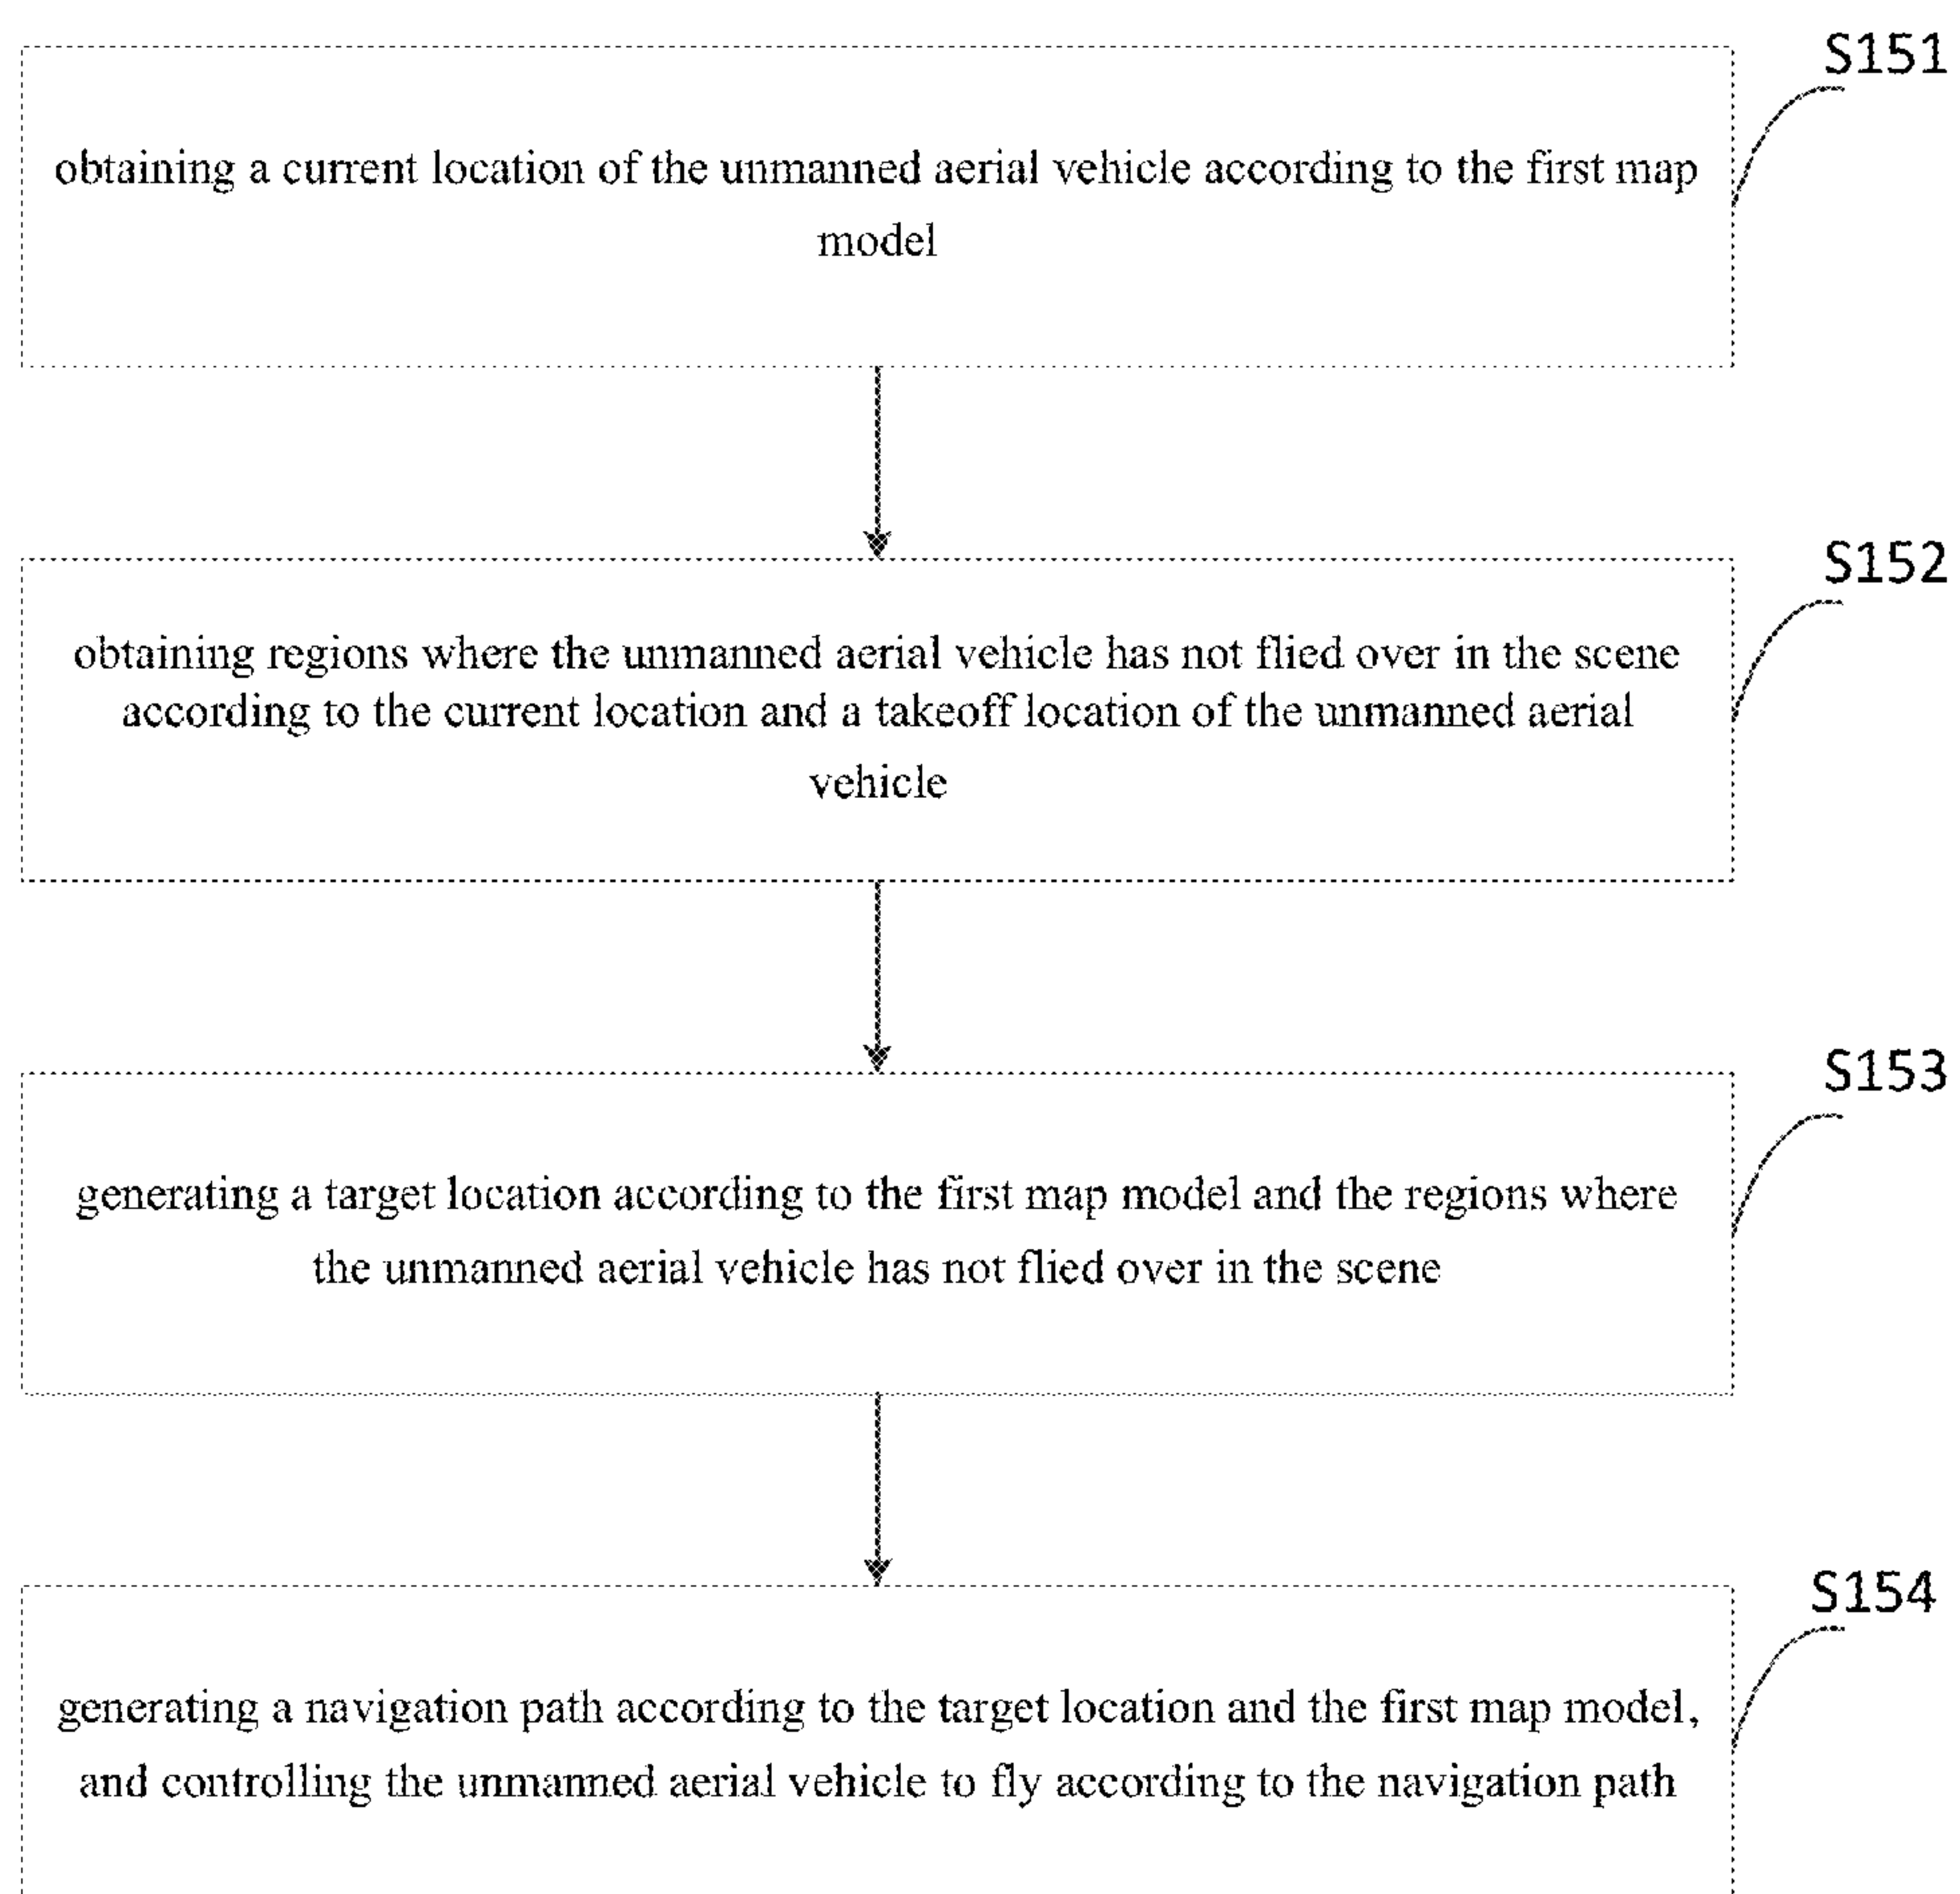 S151
obtaining a current location of the unmanned aerial vehicle according to the first map
model
S152
obtaining regions where the unmanned aerial vehicle has not flied over in the scene
according to the current location and a takeoff location of the unmanned aerial
vehicle
S153
generating a target location according to the first map model and the regions where
the unmanned aerial vehicle has not flied over in the scene
S154
generating a navigation path according to the target location and the first map model,
and controlling the unmanned aerial vehicle to fly according to the navigation path